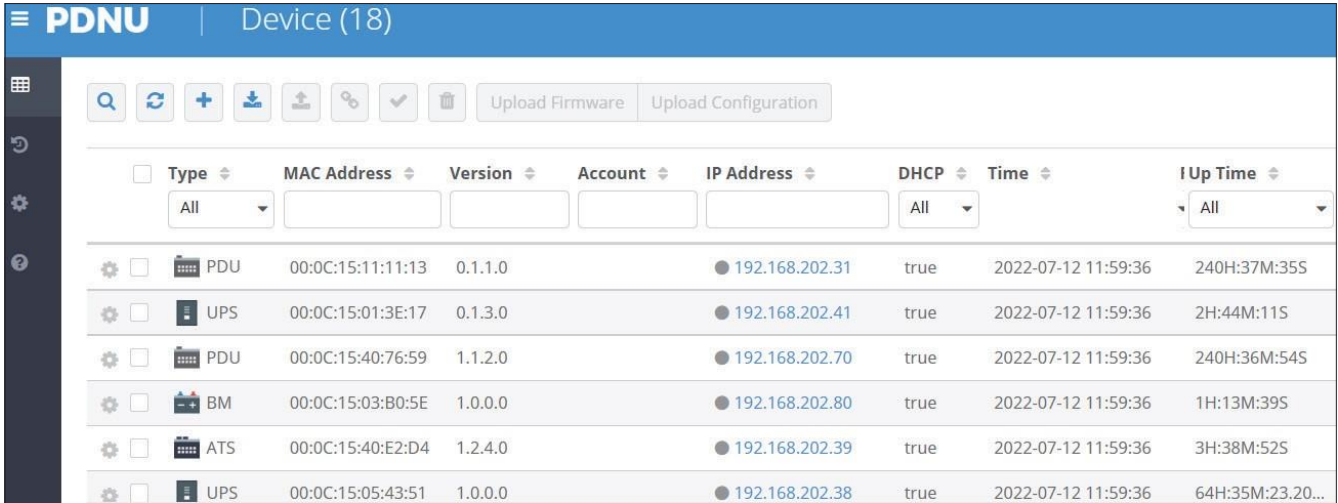 PDNU Device (18)
Upload Firmware Upload Configuration
Type MAC Address Version Account IP Address DHCP Time Up Time
All All All
PDU 00:0C:15:11:11:13 0.1.1.0 192.168.202.31 true 2022-07-12 11:59:36 240H:37M:35S
UPS 00:0C:15:01:3E:17 0.1.3.0 192.168.202.41 true 2022-07-12 11:59:36 2H:44M:11S
PDU 00:0C:15:40:76:59 1.1.2.0 192.168.202.70 true 2022-07-12 11:59:36 240H:36M:54S
BM 00:0C:15:03:B0:5E 1.0.0.0 192.168.202.80 true 2022-07-12 11:59:36 1H:13M:39S
ATS 00:0C:15:40:E2:D4 1.2.4.0 192.168.202.39 true 2022-07-12 11:59:36 3H:38M:52S
UPS 00:0C:15:05:43:51 1.0.0.0 192.168.202.38 true 2022-07-12 11:59:36 64H:35M:23.20...